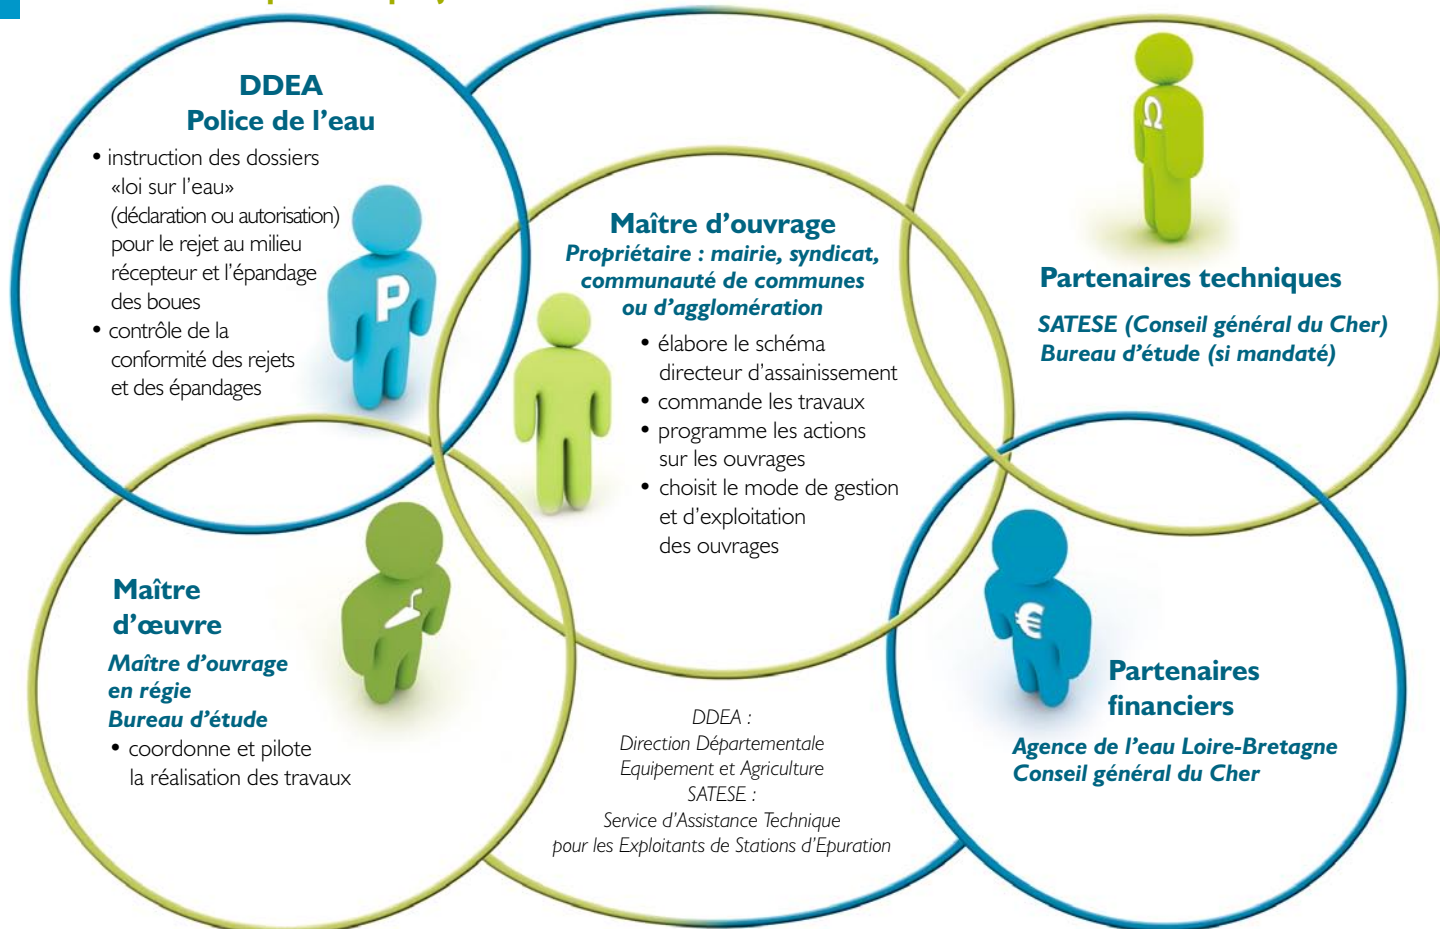 DDEA
Police de l’eau
• instruction des dossiers
«loi sur l’eau»
(déclaration ou autorisation)
pour le rejet au milieu
récepteur et l’épandage
des boues
• contrôle de la
conformité des rejets
et des épandages
P
Maître d’ouvrage
Propriétaire : mairie, syndicat,
communauté de communes
ou d’agglomération
• élabore le schéma
directeur d’assainissement
• commande les travaux
• programme les actions
sur les ouvrages
• choisit le mode de gestion
et d’exploitation
des ouvrages
Ω
Partenaires techniques
SATESE (Conseil général du Cher)
Bureau d’étude (si mandaté)
Maître
d’œuvre
Maître d’ouvrage
en régie
Bureau d’étude
• coordonne et pilote
la réalisation des travaux
DDEA :
Direction Départementale
Equipement et Agriculture
SATESE :
Service d’Assistance Technique
pour les Exploitants de Stations d’Epuration
€
Partenaires
financiers
Agence de l’eau Loire-Bretagne
Conseil général du Cher